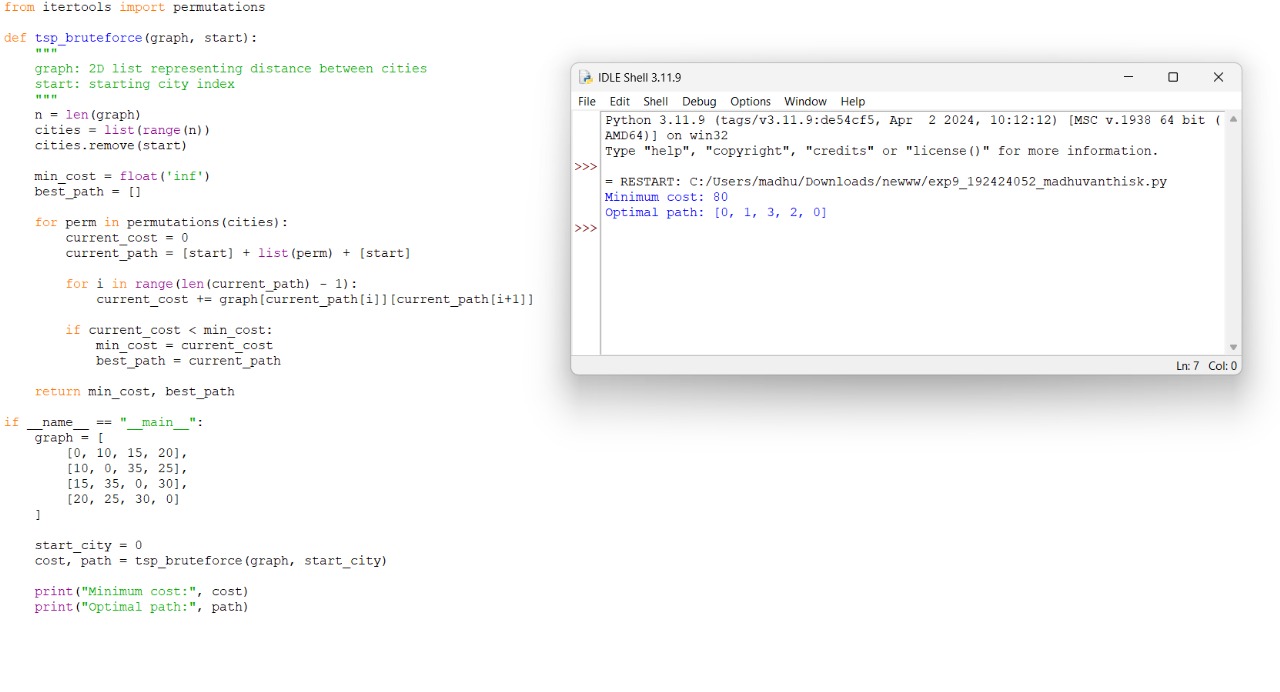 from itertools import permutations
def tsp_bruteforce(graph, start):
    """
    graph: 2D list representing distance between cities
    start: starting city index
    """
    n = len(graph)
    cities = list(range(n))
    cities.remove(start)
    min_cost = float('inf')
    best_path = []
    for perm in permutations(cities):
        current_cost = 0
        current_path = [start] + list(perm) + [start]
        for i in range(len(current_path) - 1):
            current_cost += graph[current_path[i]][current_path[i+1]]
        if current_cost < min_cost:
            min_cost = current_cost
            best_path = current_path
    return min_cost, best_path
if __name__ == "__main__":
    graph = [
        [0, 10, 15, 20],
        [10, 0, 35, 25],
        [15, 35, 0, 30],
        [20, 25, 30, 0]
    ]
    start_city = 0
    cost, path = tsp_bruteforce(graph, start_city)
    print("Minimum cost:", cost)
    print("Optimal path:", path)
IDLE Shell 3.11.9
File Edit Shell Debug Options Window Help
Python 3.11.9 (tags/v3.11.9:de54cf5, Apr  2 2024, 10:12:12) [MSC v.1938 64 bit (
AMD64)] on win32
Type "help", "copyright", "credits" or "license()" for more information.
>>>
= RESTART: C:/Users/madhu/Downloads/newww/exp9_192424052_madhuvanthisk.py
Minimum cost: 80
Optimal path: [0, 1, 3, 2, 0]
>>>
Ln: 7 Col: 0